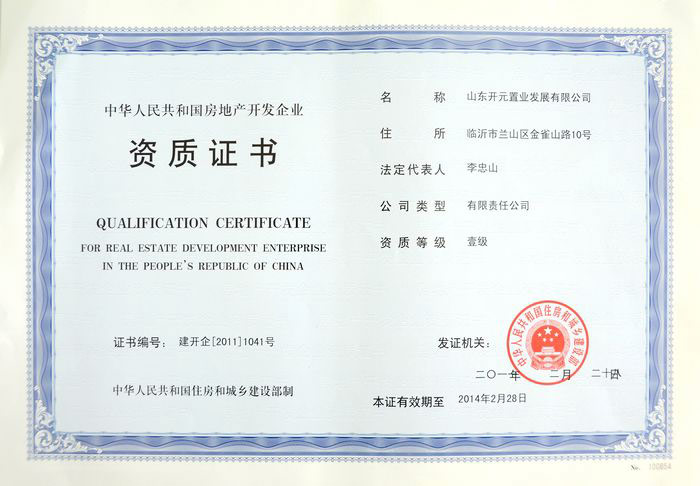 中华人民共和国房地产开发企业
资质证书
QUALIFICATION CERTIFICATE
FOR REAL ESTATE DEVELOPMENT ENTERPRISE
IN THE PEOPLE'S REPUBLIC OF CHINA
证书编号： 建开企[2011]1041号
中华人民共和国住房和城乡建设部制
名 称 山东开元置业发展有限公司
住 所 临沂市兰山区金雀山路10号
法定代表人 李忠山
公司类型 有限责任公司
资质等级 壹级
发证机关：
中华人民共和国住房和城乡建设部
二〇一一年 二月 二十八日
本证有效期至 2014年2月28日
No. 100854